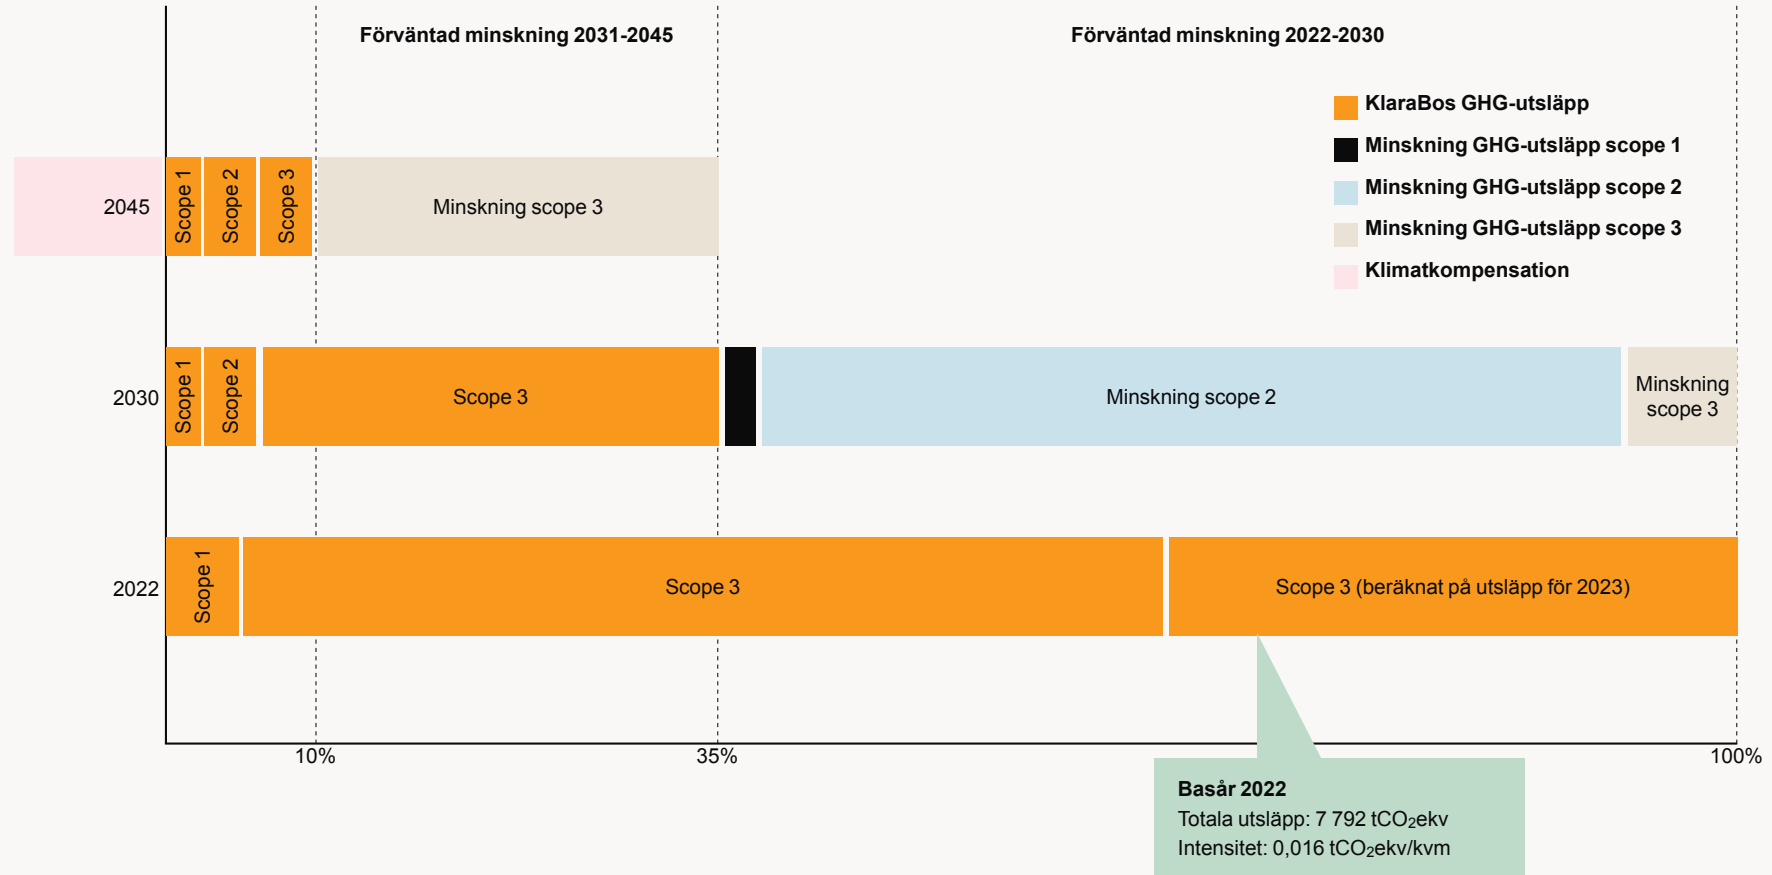 Förväntad minskning 2031-2045
Förväntad minskning 2022-2030
KlaraBos GHG-utsläpp
Minskning GHG-utsläpp scope 1
Minskning GHG-utsläpp scope 2
Minskning GHG-utsläpp scope 3
Klimatkompensation
2045
Scope 1
Scope 2
Scope 3
Minskning scope 3
2030
Scope 1
Scope 2
Scope 3
Minskning scope 2
Minskning
scope 3
2022
Scope 1
Scope 3
Scope 3 (beräknat på utsläpp för 2023)
10%
35%
100%
Basår 2022
Totala utsläpp: 7 792 tCO₂ekv
Intensitet: 0,016 tCO₂ekv/kvm